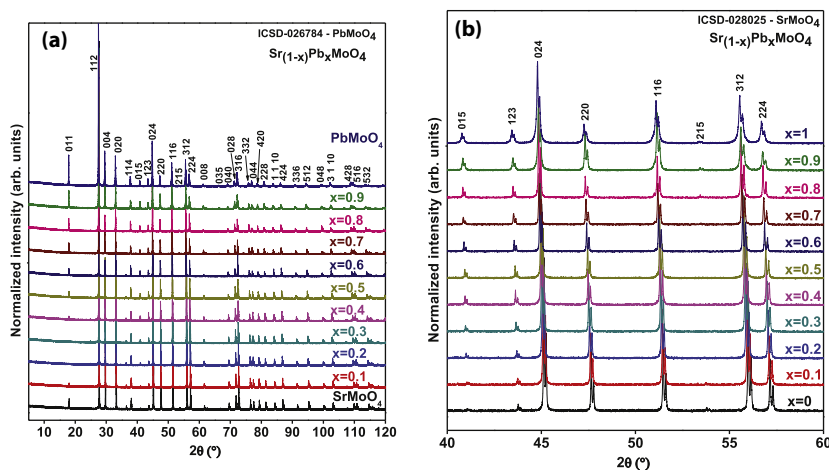 (a)
ICSD-026784 - PbMoO4
Sr(1-x)PbxMoO4
112
011
004
020
114
015
123
024
220
116
215
312
224
008
035
040
028
316
332
044
420
228
1 1 10
424
336
512
048
3 1 10
428
516
532
PbMoO4
x=0.9
x=0.8
x=0.7
x=0.6
x=0.5
x=0.4
x=0.3
x=0.2
x=0.1
SrMoO4
Normalized intensity (arb. units)
10 20 30 40 50 60 70 80 90 100 110 120
2θ (º)
(b)
ICSD-028025 - SrMoO4
Sr(1-x)PbxMoO4
015
123
024
220
116
215
312
224
x=1
x=0.9
x=0.8
x=0.7
x=0.6
x=0.5
x=0.4
x=0.3
x=0.2
x=0.1
x=0
Normalized intensity (arb. units)
40 45 50 55 60
2θ (º)